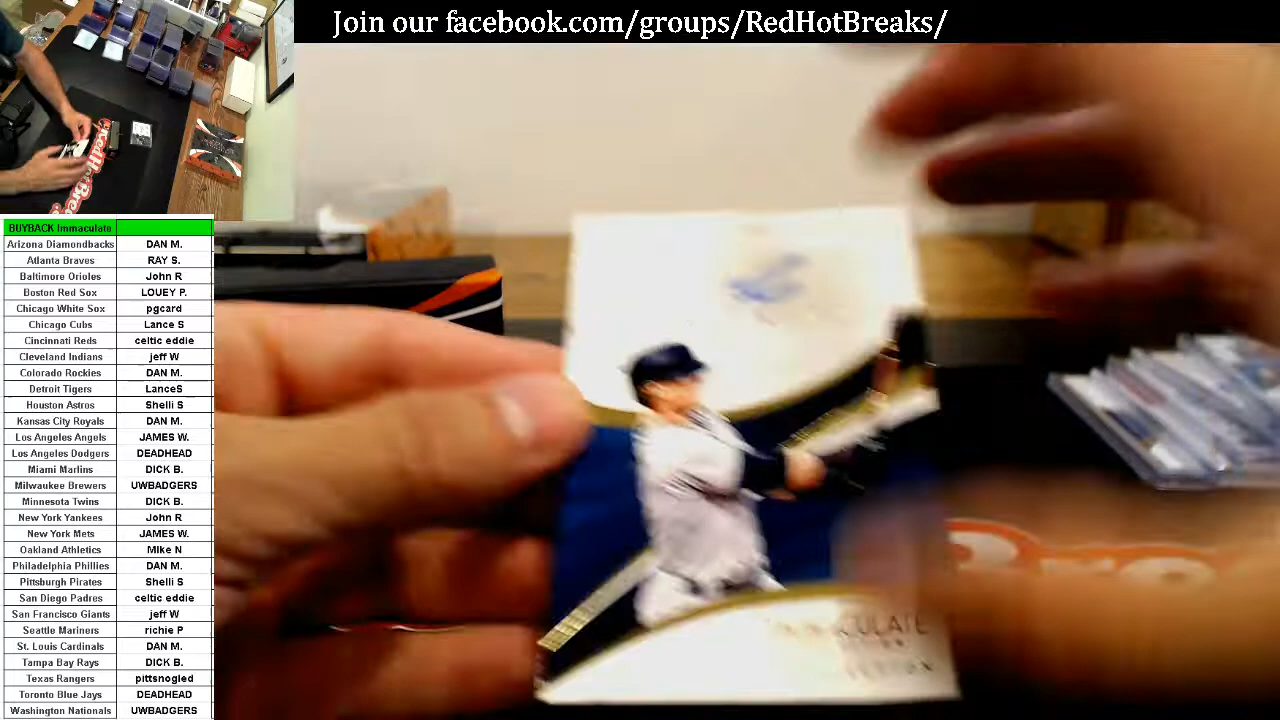 Join our facebook.com/groups/RedHotBreaks/
BUYBACK Immaculate
Arizona Diamondbacks DAN M.
Atlanta Braves RAY S.
Baltimore Orioles John R
Boston Red Sox LOUEY P.
Chicago White Sox pgcard
Chicago Cubs Lance S
Cincinnati Reds celtic eddie
Cleveland Indians jeff W
Colorado Rockies DAN M.
Detroit Tigers LanceS
Houston Astros Shelli S
Kansas City Royals DAN M.
Los Angeles Angels JAMES W.
Los Angeles Dodgers DEADHEAD
Miami Marlins DICK B.
Milwaukee Brewers UWBADGERS
Minnesota Twins DICK B.
New York Yankees John R
New York Mets JAMES W.
Oakland Athletics Mike N
Philadelphia Phillies DAN M.
Pittsburgh Pirates Shelli S
San Diego Padres celtic eddie
San Francisco Giants jeff W
Seattle Mariners richie P
St. Louis Cardinals DAN M.
Tampa Bay Rays DICK B.
Texas Rangers pittsnogled
Toronto Blue Jays DEADHEAD
Washington Nationals UWBADGERS